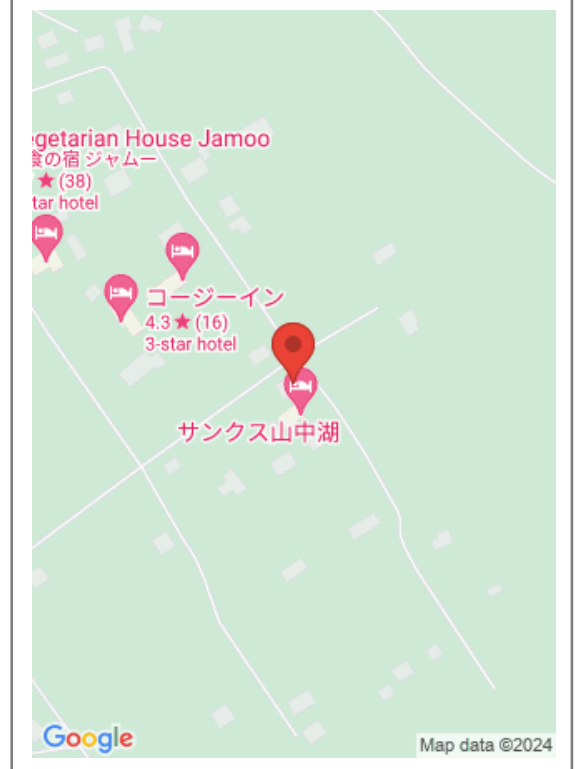 egetarian House Jamoo
食の宿 ジャムー
★ (38)
tar hotel
コージーイン
4.3 ★ (16)
3-star hotel
サンクス山中湖
Google
Map data ©2024